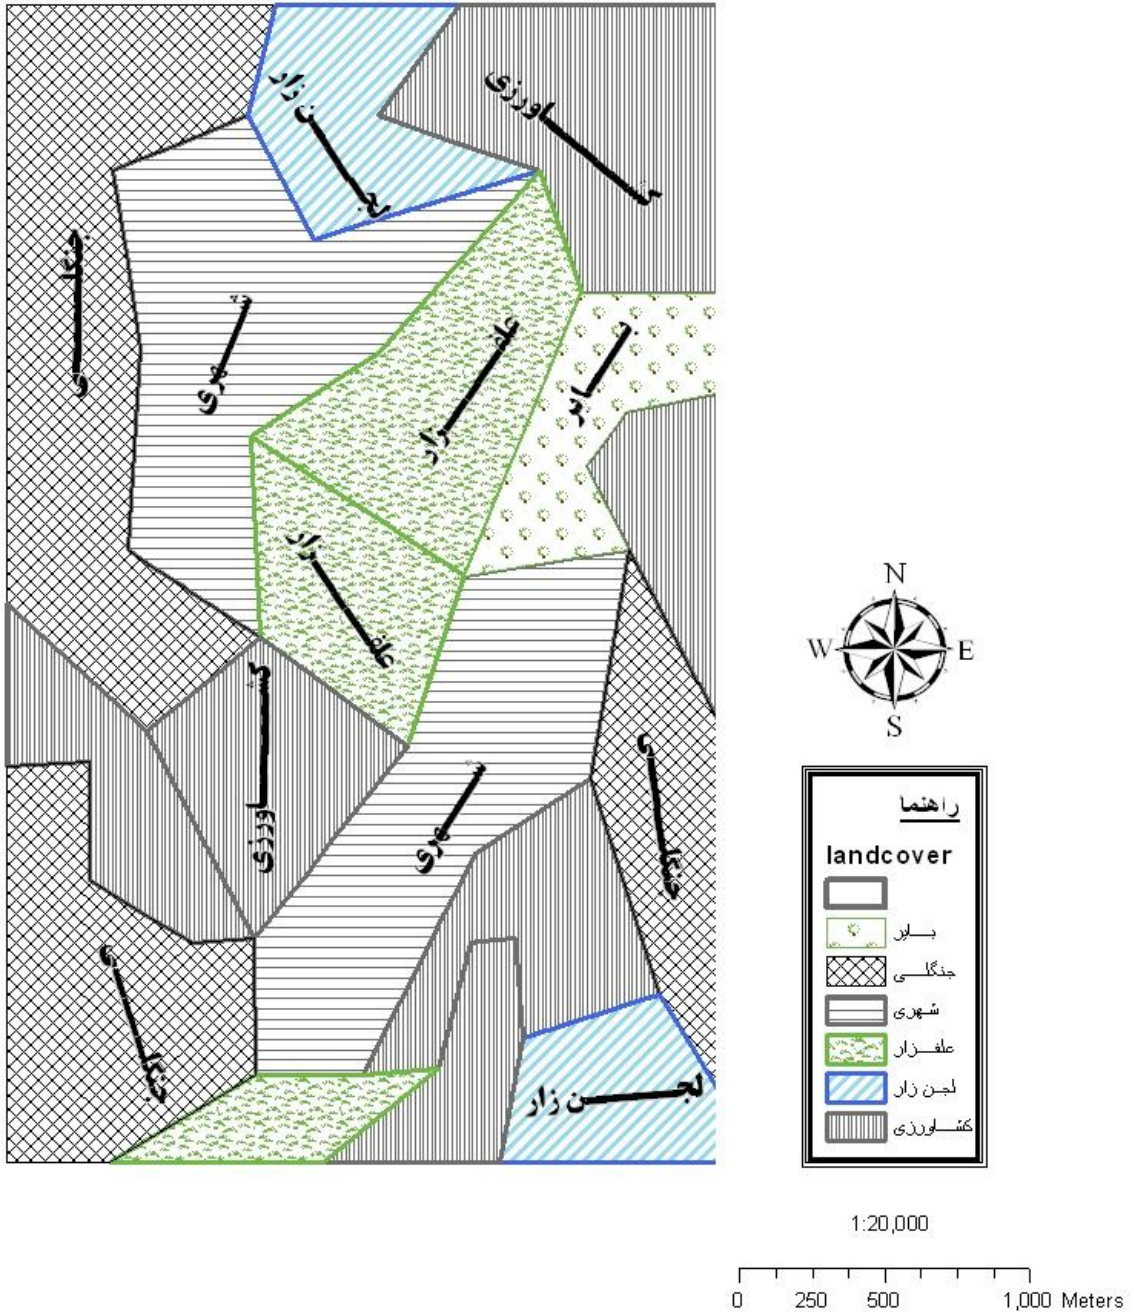 لجن زار
کشاورزی
جنگلی
شهری
علفزار
بایر
علفزار
کشاورزی
شهری
جنگلی
جنگلی
لجن زار
N
W E
S
راهنما
landcover
بایر
جنگلی
شهری
علفزار
لجن زار
کشاورزی
1:20,000
0 250 500 1,000 Meters